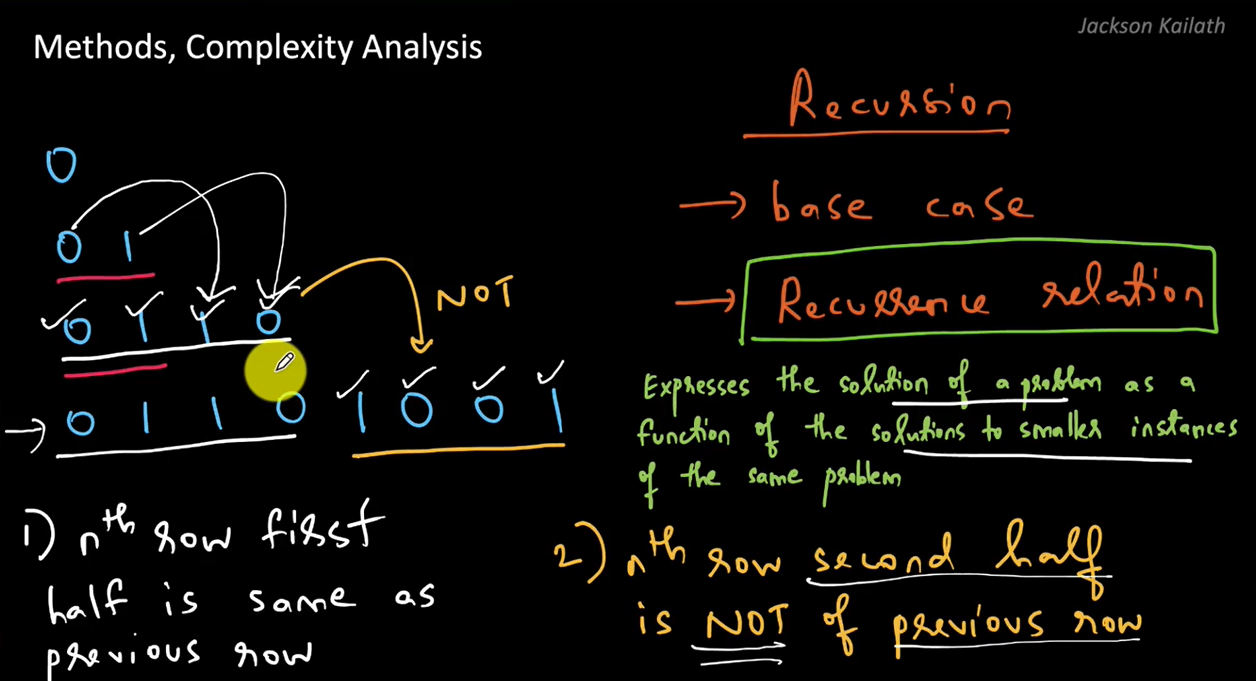 Methods, Complexity Analysis
Jackson Kailath
0
0 1
0 1 1 0
NOT
0 1 1 0 1 0 0 1
1) nth row first
half is same as
previous row
Recursion
→ base case
→ Recurrence relation
Expresses the solution of a problem as a
function of the solutions to smaller instances
of the same problem
2) nth row second half
is NOT of previous row